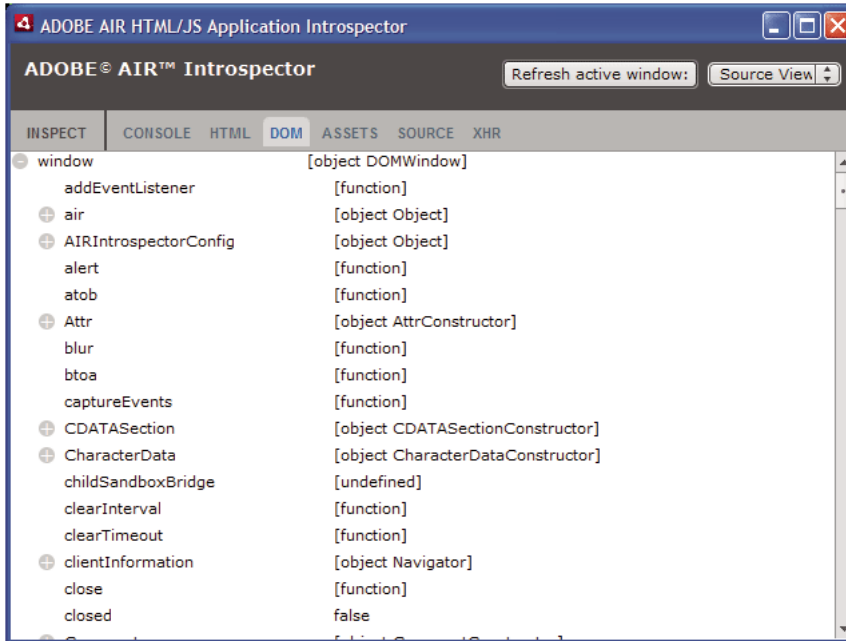 ADOBE AIR HTML/JS Application Introspector
ADOBE© AIR™ Introspector
Refresh active window: Source View
INSPECT CONSOLE HTML DOM ASSETS SOURCE XHR
window [object DOMWindow]
addEventListener [function]
air [object Object]
AIRIntrospectorConfig [object Object]
alert [function]
atob [function]
Attr [object AttrConstructor]
blur [function]
btoa [function]
captureEvents [function]
CDATASection [object CDATASectionConstructor]
CharacterData [object CharacterDataConstructor]
childSandboxBridge [undefined]
clearInterval [function]
clearTimeout [function]
clientInformation [object Navigator]
close [function]
closed false